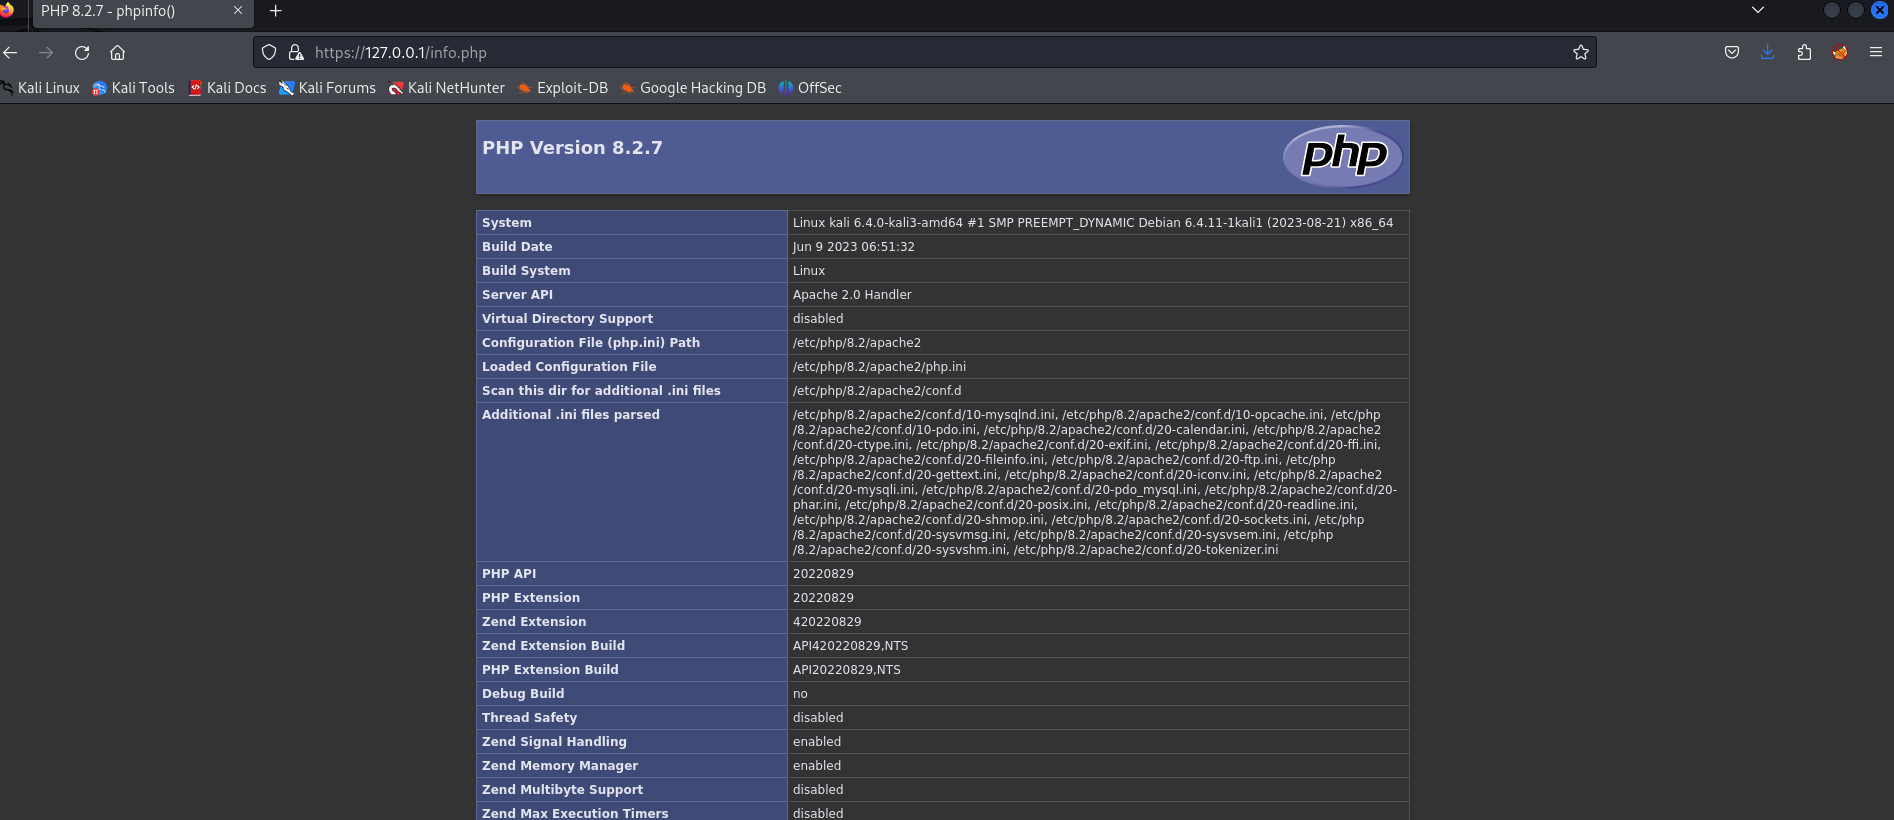 PHP 8.2.7 - phpinfo()
https://127.0.0.1/info.php
Kali Linux Kali Tools Kali Docs Kali Forums Kali NetHunter Exploit-DB Google Hacking DB OffSec
PHP Version 8.2.7
php
System Linux kali 6.4.0-kali3-amd64 #1 SMP PREEMPT_DYNAMIC Debian 6.4.11-1kali1 (2023-08-21) x86_64
Build Date Jun 9 2023 06:51:32
Build System Linux
Server API Apache 2.0 Handler
Virtual Directory Support disabled
Configuration File (php.ini) Path /etc/php/8.2/apache2
Loaded Configuration File /etc/php/8.2/apache2/php.ini
Scan this dir for additional .ini files /etc/php/8.2/apache2/conf.d
Additional .ini files parsed /etc/php/8.2/apache2/conf.d/10-mysqlnd.ini, /etc/php/8.2/apache2/conf.d/10-opcache.ini, /etc/php
/8.2/apache2/conf.d/10-pdo.ini, /etc/php/8.2/apache2/conf.d/20-calendar.ini, /etc/php/8.2/apache2
/conf.d/20-ctype.ini, /etc/php/8.2/apache2/conf.d/20-exif.ini, /etc/php/8.2/apache2/conf.d/20-ffi.ini,
/etc/php/8.2/apache2/conf.d/20-fileinfo.ini, /etc/php/8.2/apache2/conf.d/20-ftp.ini, /etc/php
/8.2/apache2/conf.d/20-gettext.ini, /etc/php/8.2/apache2/conf.d/20-iconv.ini, /etc/php/8.2/apache2
/conf.d/20-mysqli.ini, /etc/php/8.2/apache2/conf.d/20-pdo_mysql.ini, /etc/php/8.2/apache2/conf.d/20-
phar.ini, /etc/php/8.2/apache2/conf.d/20-posix.ini, /etc/php/8.2/apache2/conf.d/20-readline.ini,
/etc/php/8.2/apache2/conf.d/20-shmop.ini, /etc/php/8.2/apache2/conf.d/20-sockets.ini, /etc/php
/8.2/apache2/conf.d/20-sysvmsg.ini, /etc/php/8.2/apache2/conf.d/20-sysvsem.ini, /etc/php
/8.2/apache2/conf.d/20-sysvshm.ini, /etc/php/8.2/apache2/conf.d/20-tokenizer.ini
PHP API 20220829
PHP Extension 20220829
Zend Extension 420220829
Zend Extension Build API420220829,NTS
PHP Extension Build API20220829,NTS
Debug Build no
Thread Safety disabled
Zend Signal Handling enabled
Zend Memory Manager enabled
Zend Multibyte Support disabled
Zend Max Execution Timers disabled